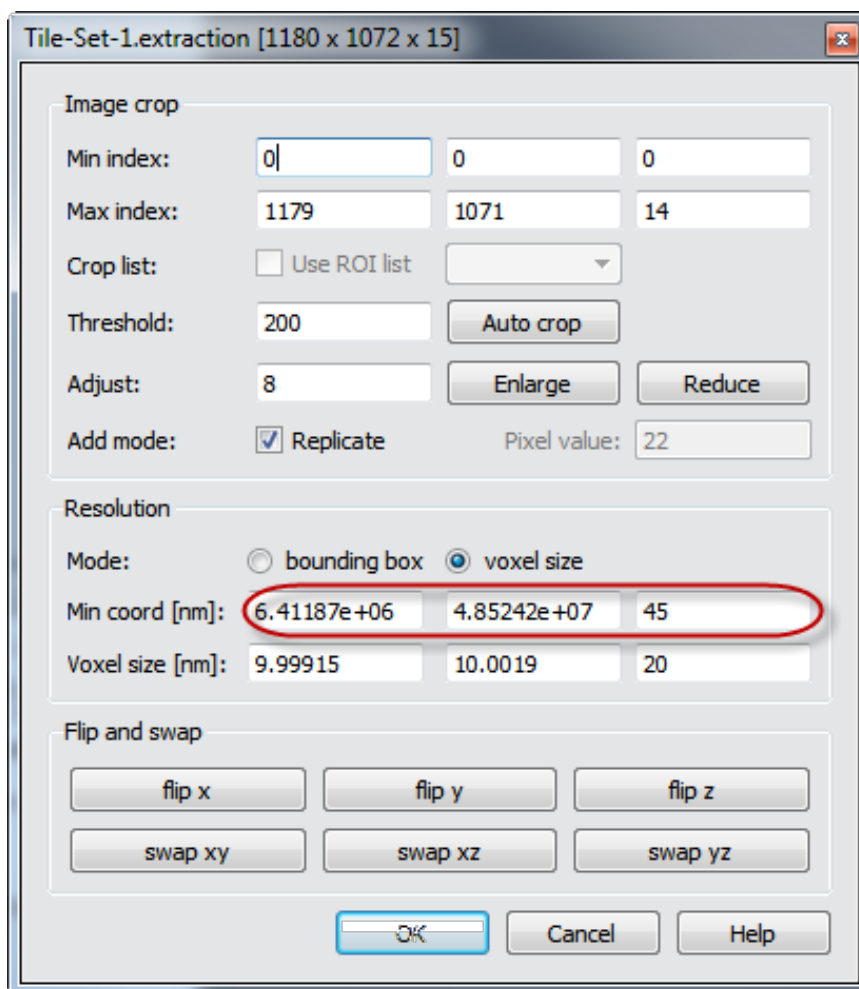 Tile-Set-1.extraction [1180 x 1072 x 15]
Image crop
Min index: 0 0 0
Max index: 1179 1071 14
Crop list: Use ROI list
Threshold: 200 Auto crop
Adjust: 8 Enlarge Reduce
Add mode: Replicate Pixel value: 22
Resolution
Mode: bounding box voxel size
Min coord [nm]: 6.41187e+06 4.85242e+07 45
Voxel size [nm]: 9.99915 10.0019 20
Flip and swap
flip x flip y flip z
swap xy swap xz swap yz
OK Cancel Help